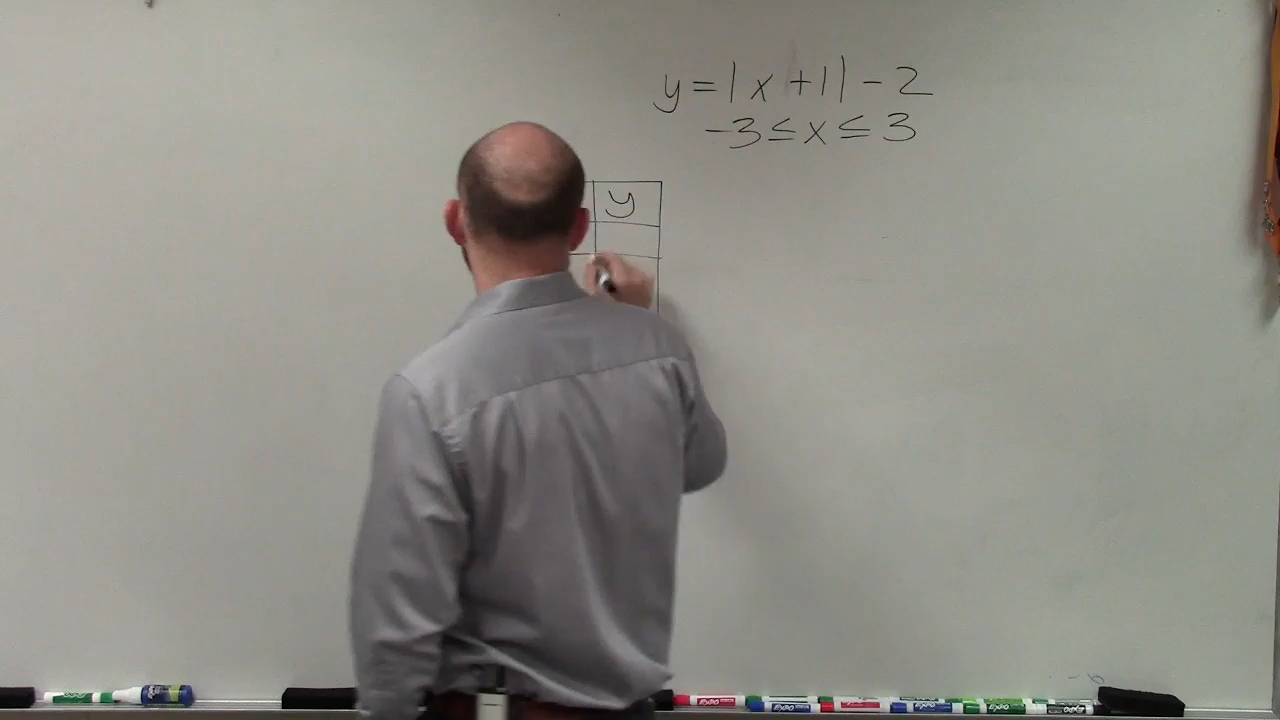 y = |x + 1| - 2
-3 ≤ x ≤ 3
y